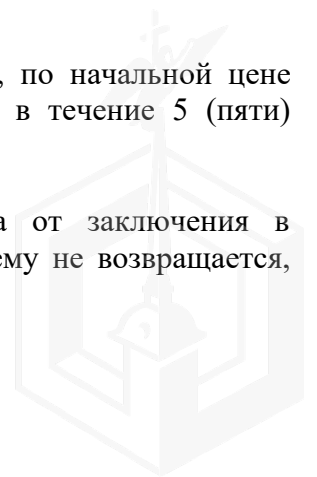 , по начальной цене
в течение 5 (пяти)
а от заключения в
ему не возвращается,